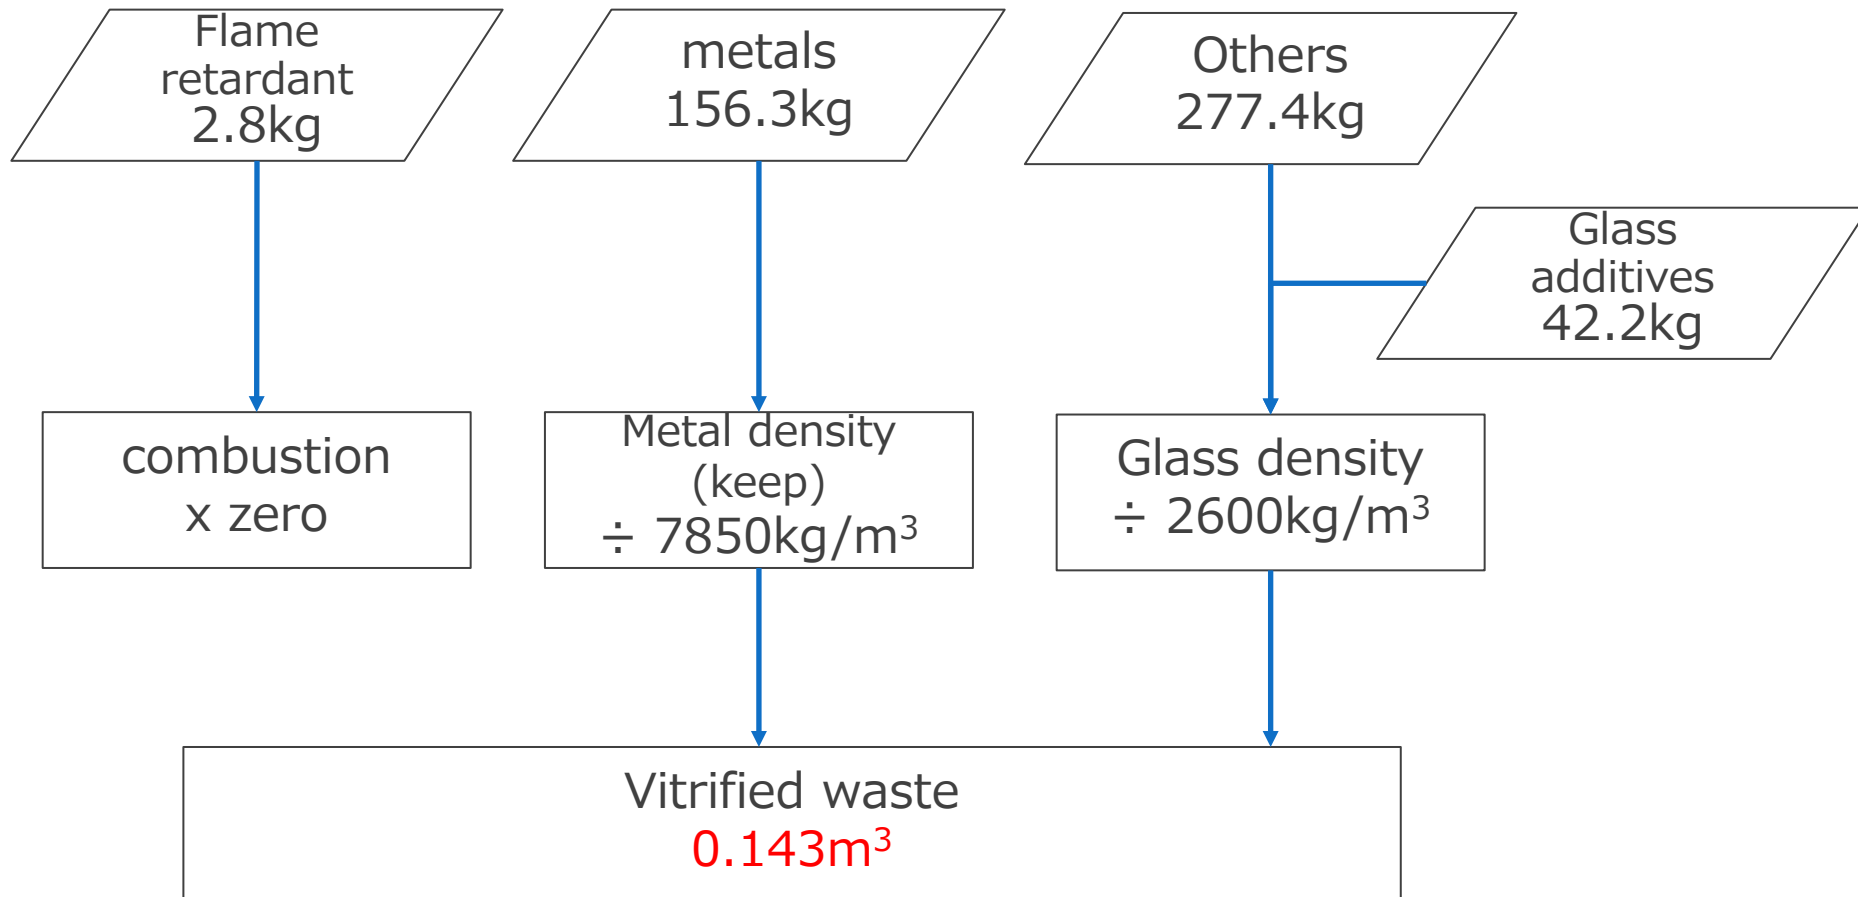 Flame
retardant
2.8kg
metals
156.3kg
Others
277.4kg
Glass
additives
42.2kg
combustion
x zero
Metal density
(keep)
÷ 7850kg/m³
Glass density
÷ 2600kg/m³
Vitrified waste
0.143m³